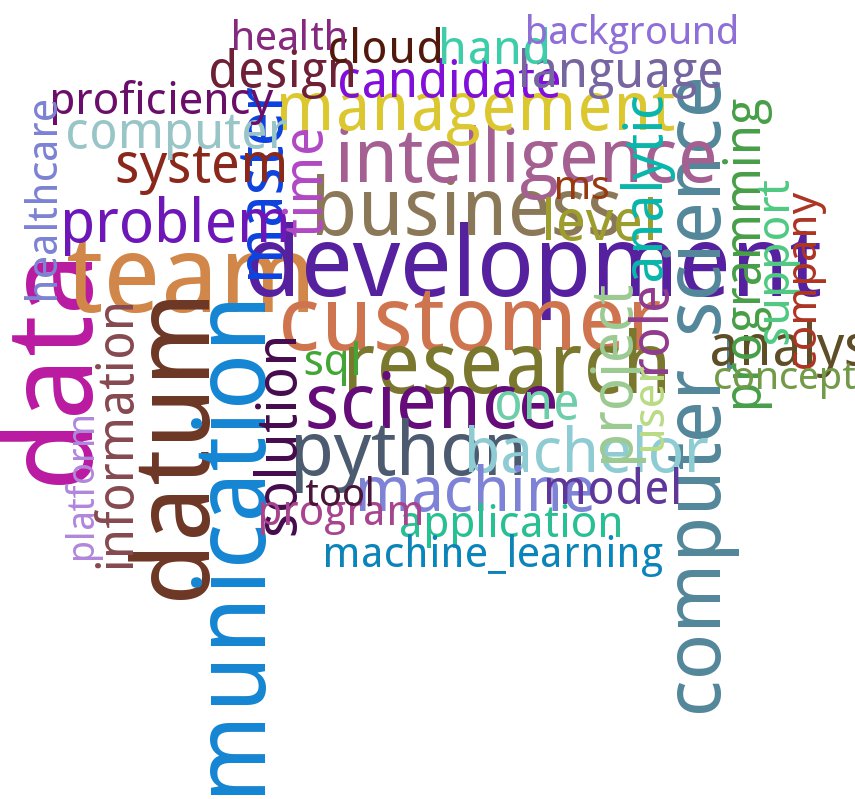 health
cloud
hand
background
design
candidate
language
proficiency
management
computer
master
time
healthcare
system
intelligence
analytic
computer science
programming
ms
problem
business
level
support
company
team
development
data
datum
munication
customer
role
project
information
solution
sql
research
analys
concept
user
science
one
platform
python
bachelor
tool
machine
model
program
application
machine_learning